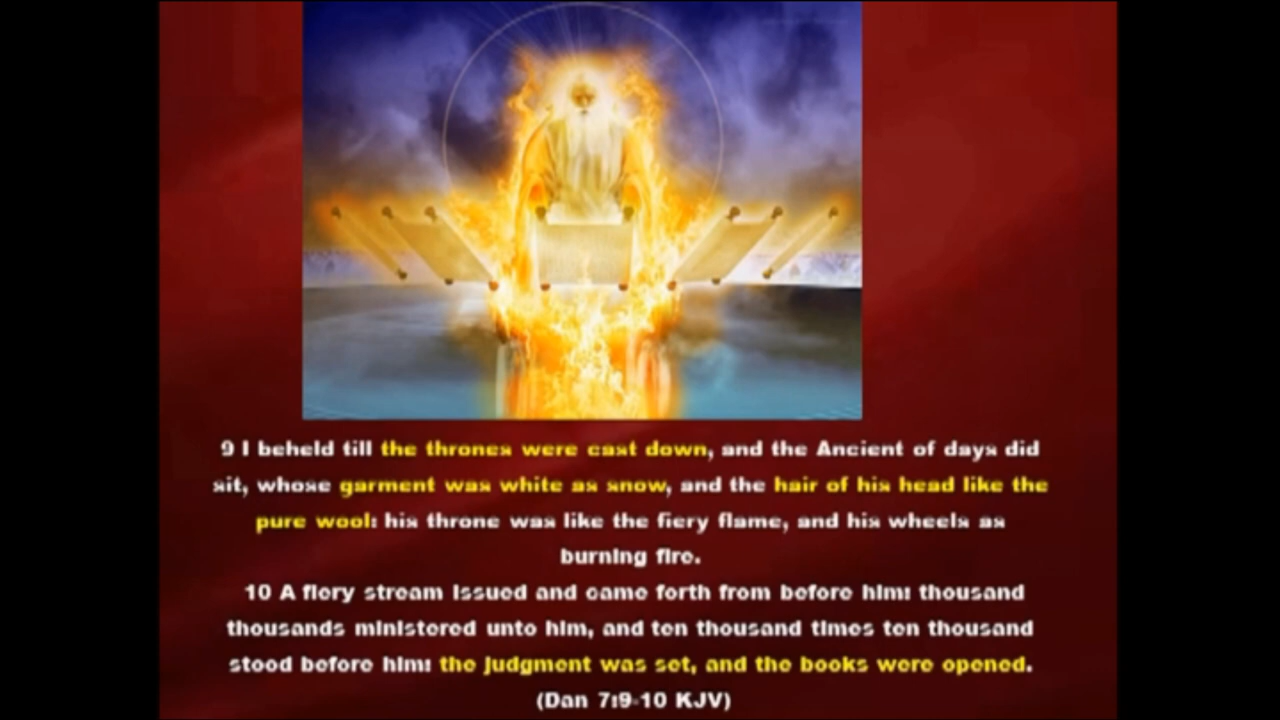 9 I beheld till the thrones were cast down, and the Ancient of days did
sit, whose garment was white as snow, and the hair of his head like the
pure wool: his throne was like the fiery flame, and his wheels as
burning fire.
10 A fiery stream issued and came forth from before him: thousand
thousands ministered unto him, and ten thousand times ten thousand
stood before him: the judgment was set, and the books were opened.
(Dan 7:9-10 KJV)